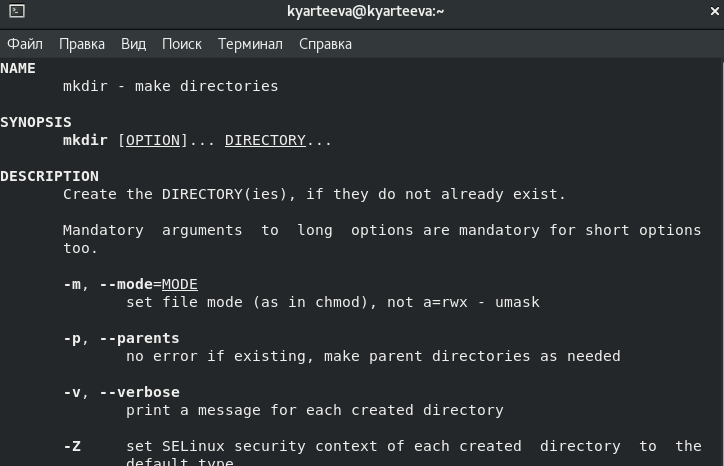 kyarteeva@kyarteeva:~
Файл Правка Вид Поиск Терминал Справка
NAME
mkdir - make directories
SYNOPSIS
mkdir [OPTION]... DIRECTORY...
DESCRIPTION
Create the DIRECTORY(ies), if they do not already exist.
Mandatory arguments to long options are mandatory for short options
too.
-m, --mode=MODE
set file mode (as in chmod), not a=rwx - umask
-p, --parents
no error if existing, make parent directories as needed
-v, --verbose
print a message for each created directory
-Z set SELinux security context of each created directory to the
default type